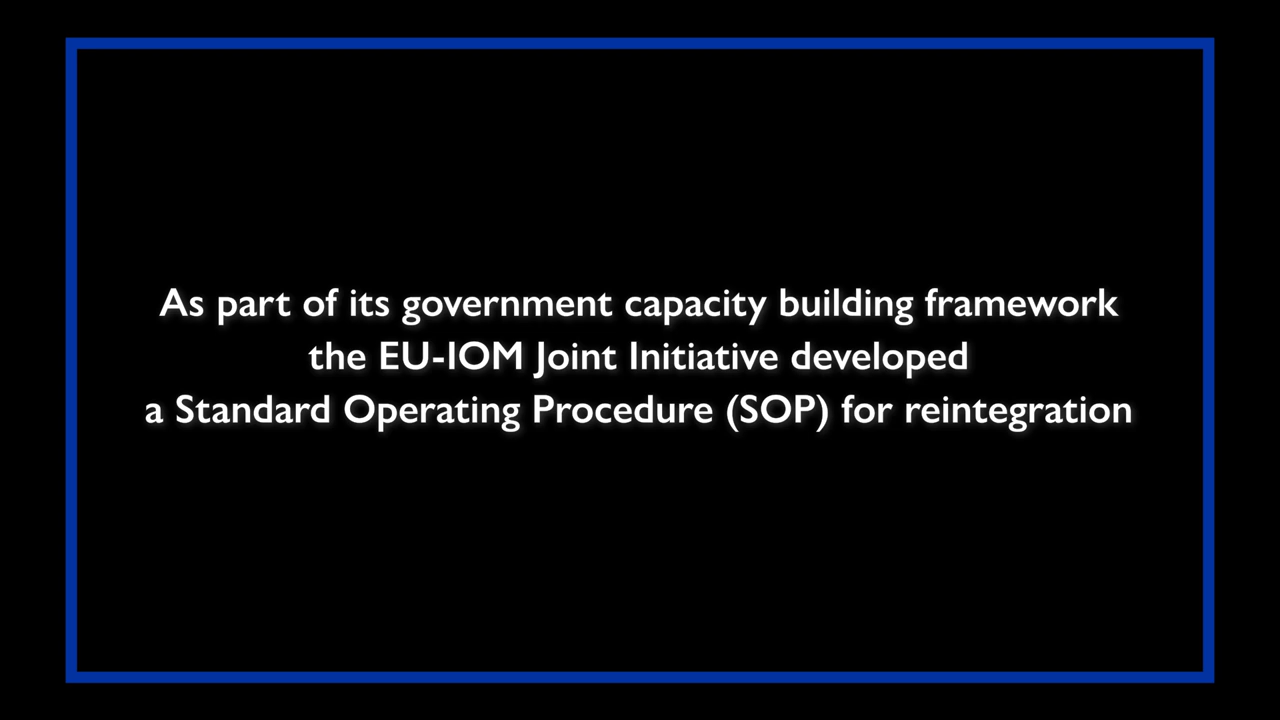 As part of its government capacity building framework
the EU-IOM Joint Initiative developed
a Standard Operating Procedure (SOP) for reintegration